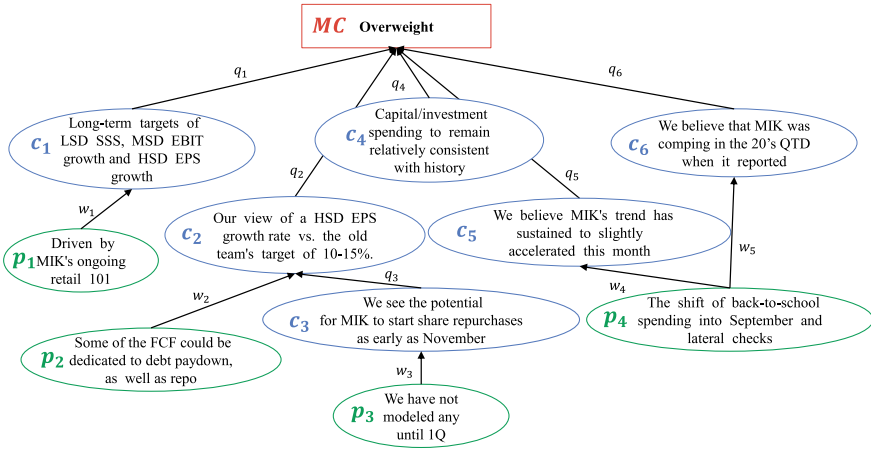 MC Overweight
q1
q4
q6
c1
Long-term targets of
LSD SSS, MSD EBIT
growth and HSD EPS
growth
c4
Capital/investment
spending to remain
relatively consistent
with history
c6
We believe that MIK was
comping in the 20's QTD
when it reported
q2
q5
w1
c2
Our view of a HSD EPS
growth rate vs. the old
team's target of 10-15%.
c5
We believe MIK's trend has
sustained to slightly
accelerated this month
w5
p1
Driven by
MIK's ongoing
retail 101
w2
q3
w4
c3
We see the potential
for MIK to start share repurchases
as early as November
p4
The shift of back-to-school
spending into September and
lateral checks
p2
Some of the FCF could be
dedicated to debt paydown,
as well as repo
w3
p3
We have not
modeled any
until 1Q